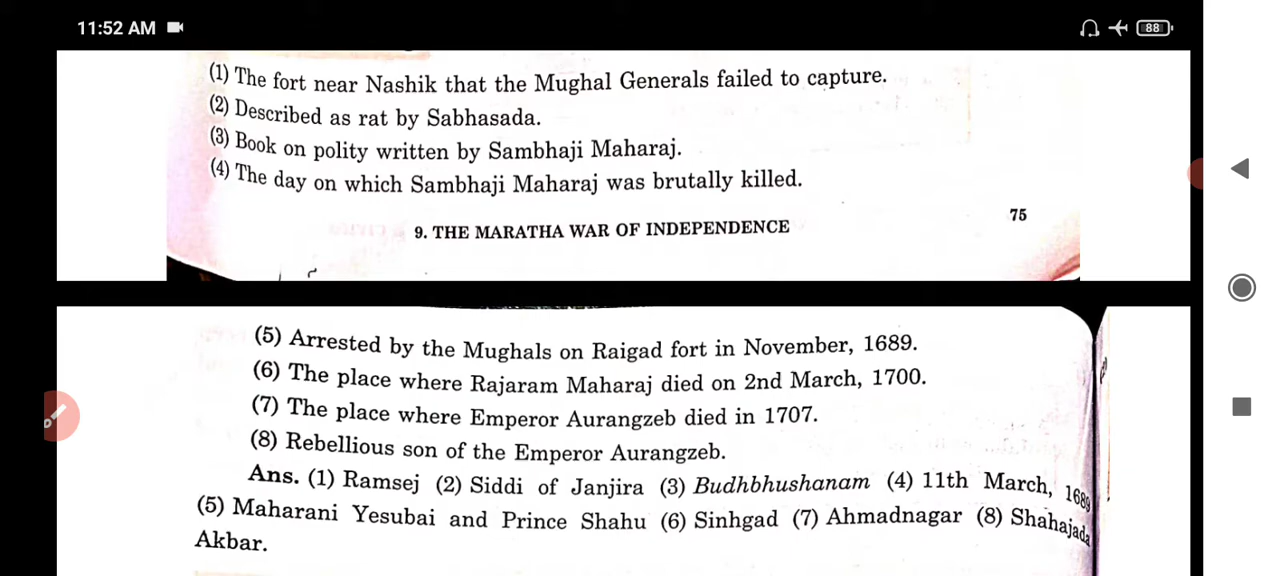 11:52 AM
88
(1) The fort near Nashik that the Mughal Generals failed to capture.
(2) Described as rat by Sabhasada.
(3) Book on polity written by Sambhaji Maharaj.
(4) The day on which Sambhaji Maharaj was brutally killed.
75
9. THE MARATHA WAR OF INDEPENDENCE
(5) Arrested by the Mughals on Raigad fort in November, 1689.
(6) The place where Rajaram Maharaj died on 2nd March, 1700.
(7) The place where Emperor Aurangzeb died in 1707.
(8) Rebellious son of the Emperor Aurangzeb.
Ans. (1) Ramsej (2) Siddi of Janjira (3) Budhbhushanam (4) 11th March, 1689
(5) Maharani Yesubai and Prince Shahu (6) Sinhgad (7) Ahmadnagar (8) Shahajada
Akbar.